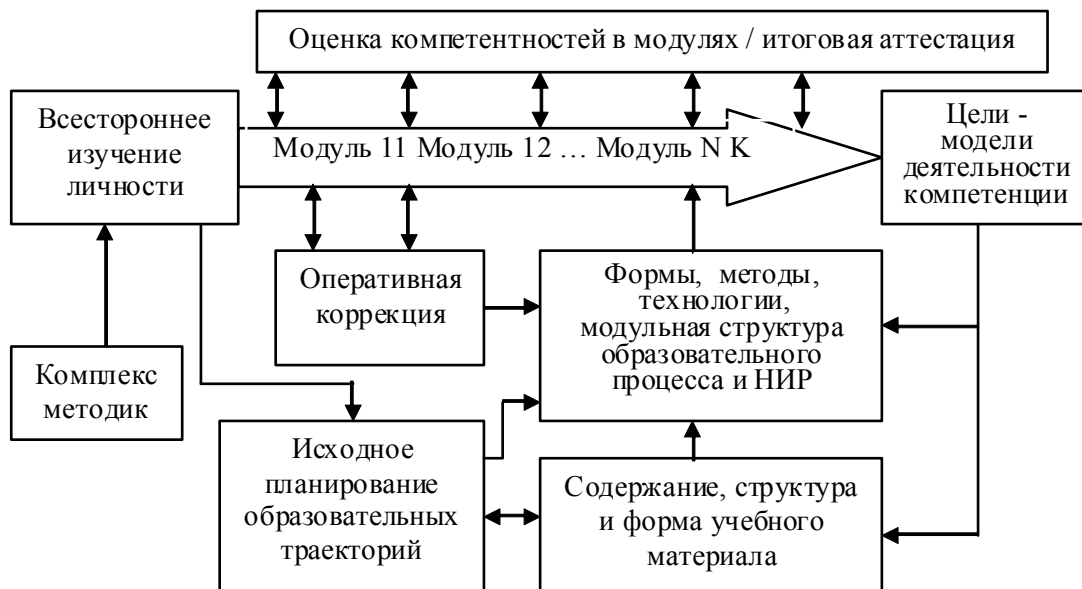 Оценка компетентностей в модулях / итоговая аттестация
Всестороннее
изучение
личности
Модуль 11 Модуль 12 … Модуль N K
Цели -
модели
деятельности
компетенции
Оперативная
коррекция
Формы, методы,
технологии,
модульная структура
образовательного
процесса и НИР
Комплекс
методик
Исходное
планирование
образовательных
траекторий
Содержание, структура
и форма учебного
материала